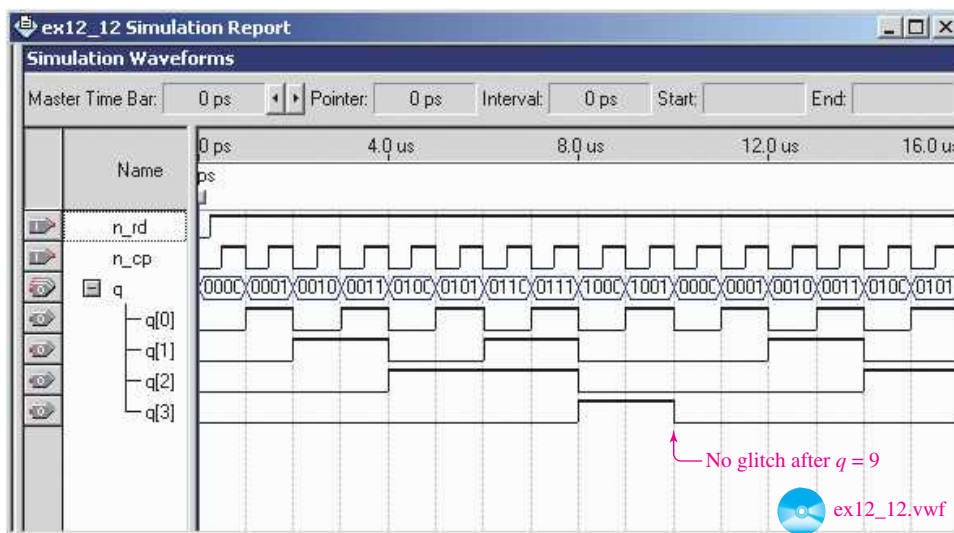 ex12_12 Simulation Report
Simulation Waveforms
Master Time Bar: 0 ps Pointer: 0 ps Interval: 0 ps Start: End:
Name
0 ps 4.0 us 8.0 us 12.0 us 16.0 us
ps
n_rd
n_cp
q 0000 0001 0010 0011 0100 0101 0110 0111 1000 1001 0000 0001 0010 0011 0100 0101
q[0]
q[1]
q[2]
q[3]
No glitch after q = 9
ex12_12.vwf